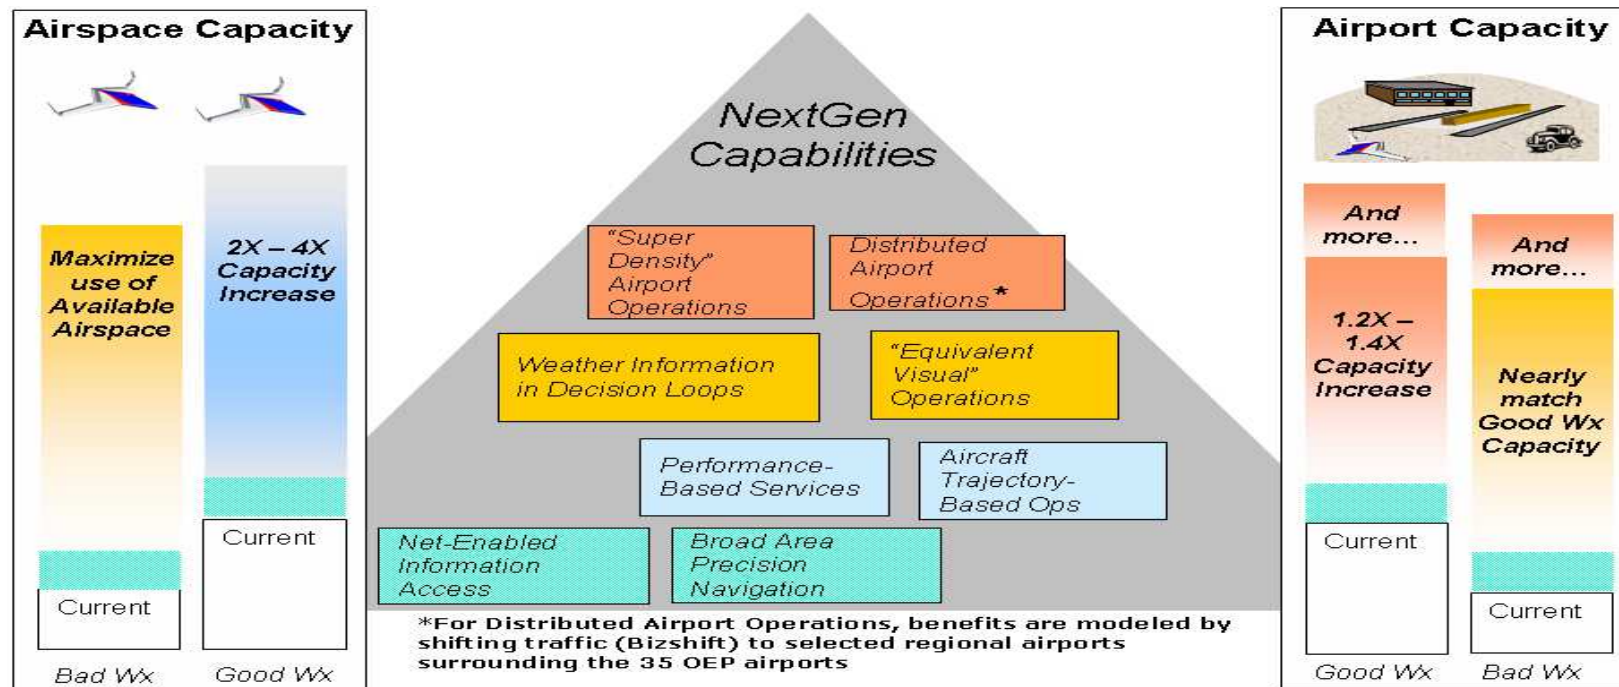 Airspace Capacity
Maximize
use of
Available
Airspace
2X – 4X
Capacity
Increase
Current
Current
Bad Wx
Good Wx
NextGen
Capabilities
"Super
Density"
Airport
Operations
Distributed
Airport
Operations*
Weather Information
in Decision Loops
"Equivalent
Visual"
Operations
Performance-
Based Services
Aircraft
Trajectory-
Based Ops
Net-Enabled
Information
Access
Broad Area
Precision
Navigation
*For Distributed Airport Operations, benefits are modeled by
shifting traffic (Bizshift) to selected regional airports
surrounding the 35 OEP airports
Airport Capacity
And
more...
1.2X –
1.4X
Capacity
Increase
Current
Good Wx
And
more...
Nearly
match
Good Wx
Capacity
Current
Bad Wx